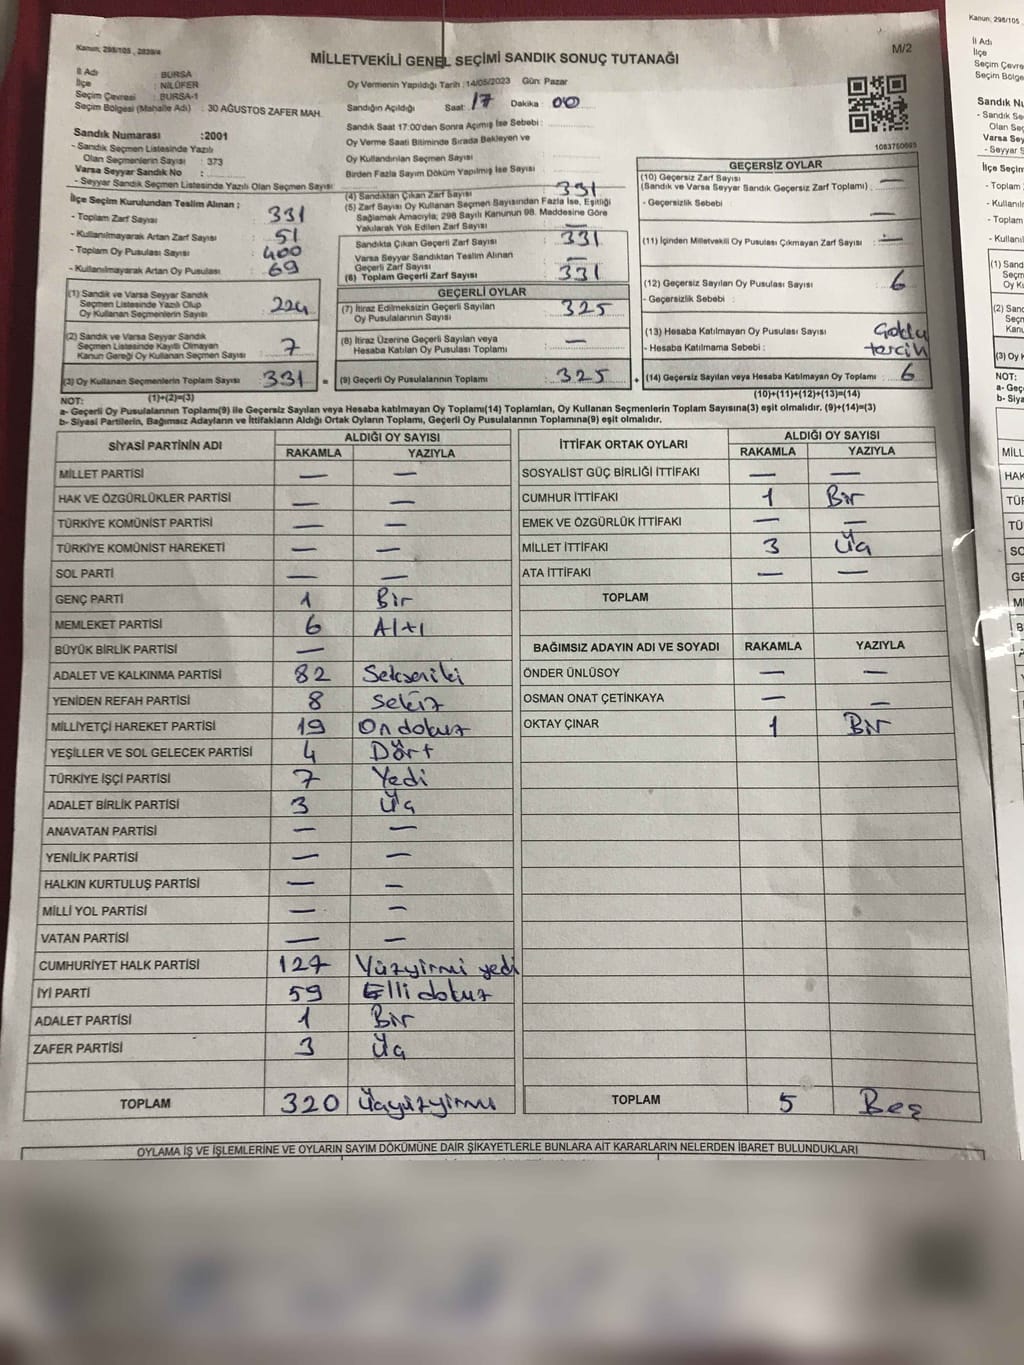 Kanun, 298/105 , 2839/4
M/2
MİLLETVEKİLİ GENEL SEÇİMİ SANDIK SONUÇ TUTANAĞI
İl Adı : BURSA
İlçe : NİLÜFER
Seçim Çevresi : BURSA-1
Seçim Bölgesi (Mahalle Adı) : 30 AĞUSTOS ZAFER MAH.
Oy Vermenin Yapıldığı Tarih : 14/05/2023 Gün: Pazar
Sandığın Açıldığı Saat: 17 Dakika : 00
Sandık Saat 17:00'den Sonra Açımış İse Sebebi :
Oy Verme Saati Bitiminde Sırada Bekleyen ve
Oy Kullandırılan Seçmen Sayısı
Birden Fazla Sayım Döküm Yapılmış İse Sayısı
1083750665
Sandık Numarası :2001
- Sandık Seçmen Listesinde Yazılı
Olan Seçmenlerin Sayısı : 373
Varsa Seyyar Sandık No :
- Seyyar Sandık Seçmen Listesinde Yazılı Olan Seçmen Sayısı
İlçe Seçim Kurulundan Teslim Alınan ;
- Toplam Zarf Sayısı 331
- Kullanılmayarak Artan Zarf Sayısı : 51
- Toplam Oy Pusulası Sayısı : 400
- Kullanılmayarak Artan Oy Pusulası : 69
(1) Sandık ve Varsa Seyyar Sandık
Seçmen Listesinde Yazılı Olup
Oy Kullanan Seçmenlerin Sayısı : 224
(2) Sandık ve Varsa Seyyar Sandık
Seçmen Listesinde Kayıtlı Olmayan
Kanun Gereği Oy Kullanan Seçmen Sayısı : 7
(3) Oy Kullanan Seçmenlerin Toplam Sayısı : 331 =
(4) Sandıktan Çıkan Zarf Sayısı : 331
(5) Zarf Sayısı Oy Kullanan Seçmen Sayısından Fazla İse, Eşitliği
Sağlamak Amacıyla; 298 Sayılı Kanunun 98. Maddesine Göre
Yakılarak Yok Edilen Zarf Sayısı : —
Sandıkta Çıkan Geçerli Zarf Sayısı : 331
Varsa Seyyar Sandıktan Teslim Alınan
Geçerli Zarf Sayısı : —
(6) Toplam Geçerli Zarf Sayısı : 331
GEÇERLİ OYLAR
(7) İtiraz Edilmeksizin Geçerli Sayılan
Oy Pusulalarının Sayısı : 325
(8) İtiraz Üzerine Geçerli Sayılan veya
Hesaba Katılan Oy Pusulası Toplamı : —
(9) Geçerli Oy Pusulalarının Toplamı : 325 +
GEÇERSİZ OYLAR
(10) Geçersiz Zarf Sayısı
(Sandık ve Varsa Seyyar Sandık Geçersiz Zarf Toplamı) : —
- Geçersizlik Sebebi : —
(11) İçinden Milletvekili Oy Pusulası Çıkmayan Zarf Sayısı : —
(12) Geçersiz Sayılan Oy Pusulası Sayısı : 6
- Geçersizlik Sebebi :
(13) Hesaba Katılmayan Oy Pusulası Sayısı : Çoklu
- Hesaba Katılmama Sebebi : tercih
(14) Geçersiz Sayılan veya Hesaba Katılmayan Oy Toplamı : 6
NOT: (1)+(2)=(3) (10)+(11)+(12)+(13)=(14)
a- Geçerli Oy Pusulalarının Toplamı(9) ile Geçersiz Sayılan veya Hesaba katılmayan Oy Toplamı(14) Toplamları, Oy Kullanan Seçmenlerin Toplam Sayısına(3) eşit olmalıdır. (9)+(14)=(3)
b- Siyasi Partilerin, Bağımsız Adayların ve İttifakların Aldığı Ortak Oyların Toplamı, Geçerli Oy Pusulalarının Toplamına(9) eşit olmalıdır.
SİYASİ PARTİNİN ADI ALDIĞI OY SAYISI
RAKAMLA YAZIYLA
MİLLET PARTİSİ — —
HAK VE ÖZGÜRLÜKLER PARTİSİ — —
TÜRKİYE KOMÜNİST PARTİSİ — —
TÜRKİYE KOMÜNİST HAREKETİ — —
SOL PARTİ — —
GENÇ PARTİ 1 Bir
MEMLEKET PARTİSİ 6 Altı
BÜYÜK BİRLİK PARTİSİ —
ADALET VE KALKINMA PARTİSİ 82 Sekseniki
YENİDEN REFAH PARTİSİ 8 Sekiz
MİLLİYETÇİ HAREKET PARTİSİ 19 Ondokuz
YEŞİLLER VE SOL GELECEK PARTİSİ 4 Dört
TÜRKİYE İŞÇİ PARTİSİ 7 Yedi
ADALET BİRLİK PARTİSİ 3 Üç
ANAVATAN PARTİSİ — —
YENİLİK PARTİSİ — —
HALKIN KURTULUŞ PARTİSİ — —
MİLLİ YOL PARTİSİ — —
VATAN PARTİSİ — —
CUMHURİYET HALK PARTİSİ 127 Yüzyirmi yedi
İYİ PARTİ 59 Elli dokuz
ADALET PARTİSİ 1 Bir
ZAFER PARTİSİ 3 Üç
TOPLAM 320 Üçyüzyirmi
İTTİFAK ORTAK OYLARI ALDIĞI OY SAYISI
RAKAMLA YAZIYLA
SOSYALİST GÜÇ BİRLİĞİ İTTİFAKI — —
CUMHUR İTTİFAKI 1 Bir
EMEK VE ÖZGÜRLÜK İTTİFAKI — —
MİLLET İTTİFAKI 3 Üç
ATA İTTİFAKI — —
TOPLAM
BAĞIMSIZ ADAYIN ADI VE SOYADI RAKAMLA YAZIYLA
ÖNDER ÜNLÜSOY — —
OSMAN ONAT ÇETİNKAYA — —
OKTAY ÇINAR 1 Bir
TOPLAM 5 Beş
OYLAMA İŞ VE İŞLEMLERİNE VE OYLARIN SAYIM DÖKÜMÜNE DAİR ŞİKAYETLERLE BUNLARA AİT KARARLARIN NELERDEN İBARET BULUNDUKLARI
Kanun, 298/105
İl Adı
İlçe
Seçim Çevre
Seçim Bölge
Sandık Nu
- Sandık Se
Olan Seç
Varsa Sey
- Seyyar S
İlçe Seçim
- Toplam
- Kullanılı
- Toplam
- Kullanı
(1) Sand
Seçm
Oy K
(2) San
Seçn
Kan
(3) Oy K
NOT:
a- Geç
b- Siya
MİLL
HAK
TÜR
TÜ
SO
GE